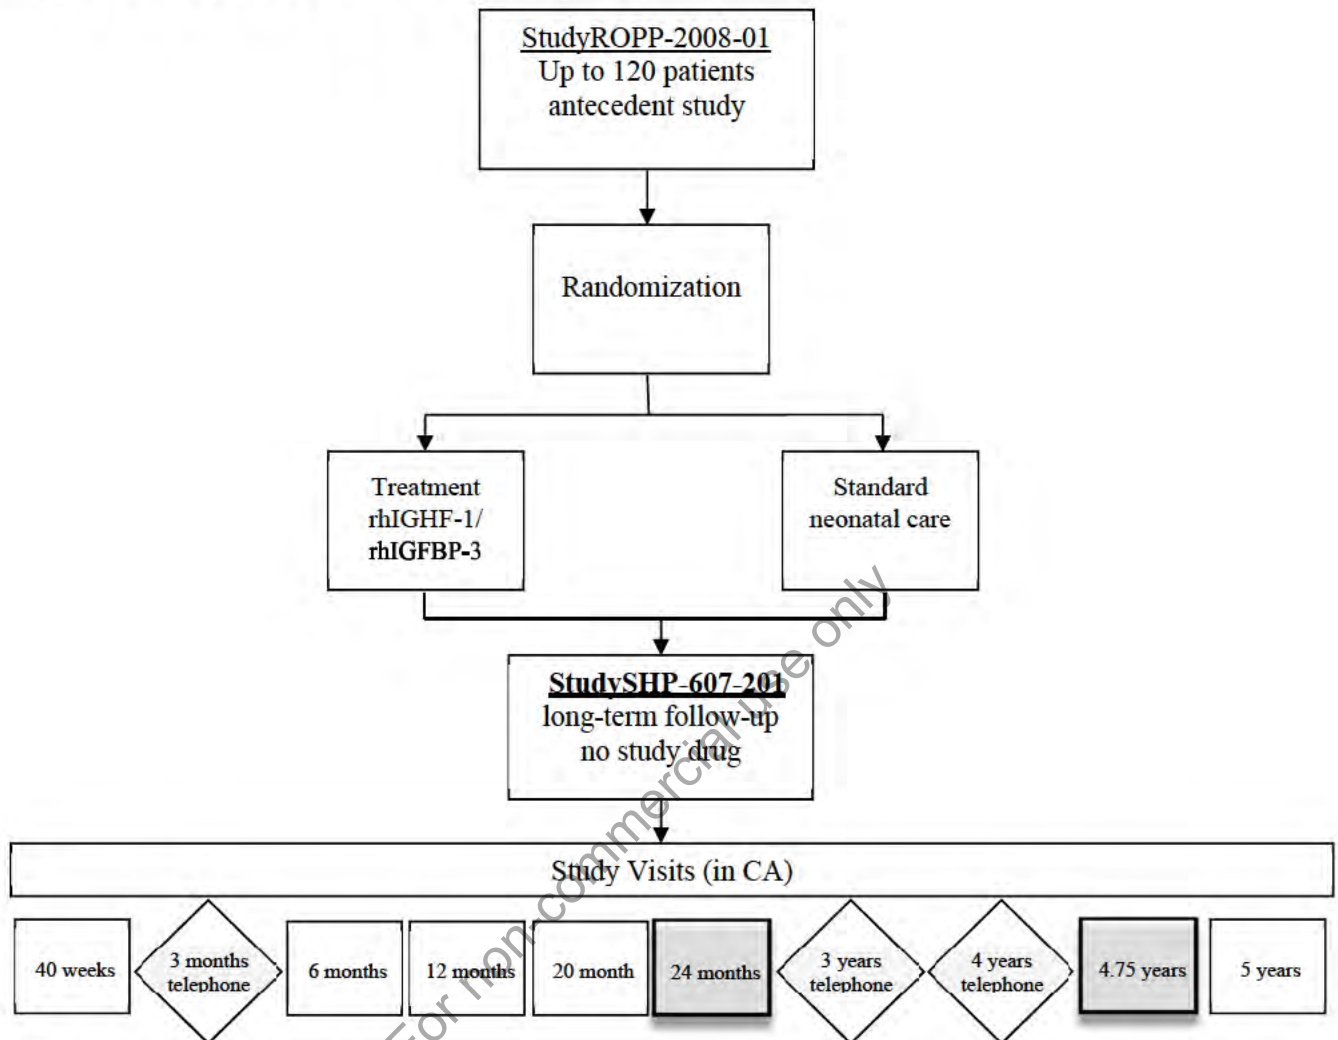 StudyROPP-2008-01
Up to 120 patients
antecedent study
Randomization
Treatment
rhIGHF-1/
rhIGFBP-3
Standard
neonatal care
StudySHP-607-201
long-term follow-up
no study drug
Study Visits (in CA)
40 weeks
3 months
telephone
6 months
12 months
20 month
24 months
3 years
telephone
4 years
telephone
4.75 years
5 years
For non-commercial use only